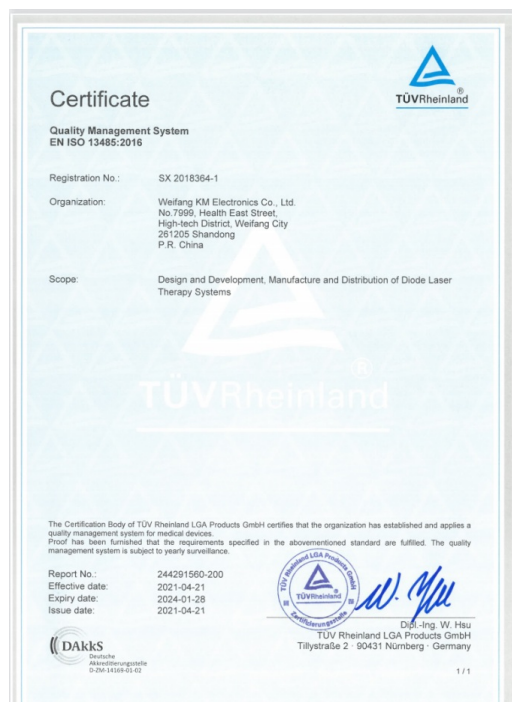 Certificate
TÜVRheinland®
Quality Management System
EN ISO 13485:2016
Registration No.: SX 2018364-1
Organization: Weifang KM Electronics Co., Ltd.
No.7999, Health East Street,
High-tech District, Weifang City
261205 Shandong
P.R. China
Scope: Design and Development, Manufacture and Distribution of Diode Laser
Therapy Systems
TÜVRheinland®
The Certification Body of TÜV Rheinland LGA Products GmbH certifies that the organization has established and applies a
quality management system for medical devices.
Proof has been furnished that the requirements specified in the abovementioned standard are fulfilled. The quality
management system is subject to yearly surveillance.
Report No.: 244291560-200
Effective date: 2021-04-21
Expiry date: 2024-01-28
Issue date: 2021-04-21
TÜV Rheinland LGA Products GmbH
TÜVRheinland
Zertifizierungsstelle
W. Hsu
Dipl.-Ing. W. Hsu
TÜV Rheinland LGA Products GmbH
Tillystraße 2 · 90431 Nürnberg · Germany
DAkkS
Deutsche
Akkreditierungsstelle
D-ZM-14169-01-02
1 / 1